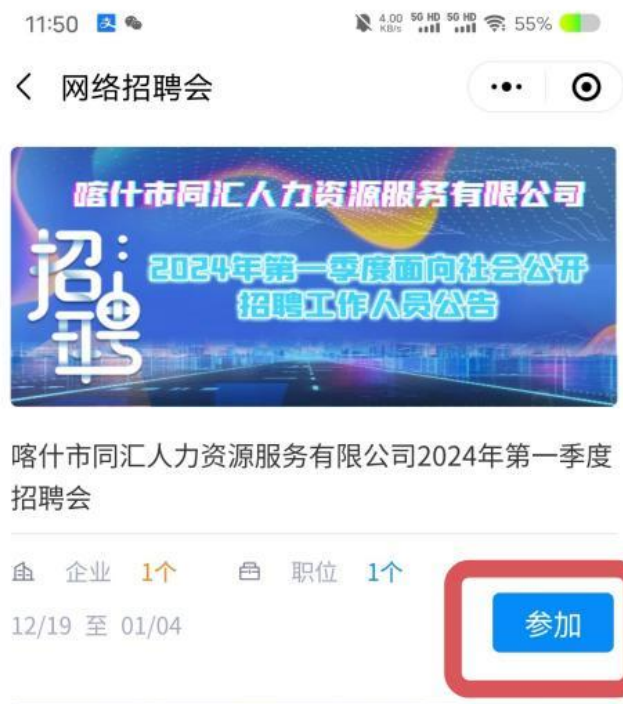 11:50 4.00 KB/s 5G HD 5G HD 55%
网络招聘会
喀什市同汇人力资源服务有限公司
招聘:
2024年第一季度面向社会公开
招聘工作人员公告
喀什市同汇人力资源服务有限公司2024年第一季度
招聘会
企业 1个 职位 1个
12/19 至 01/04
参加